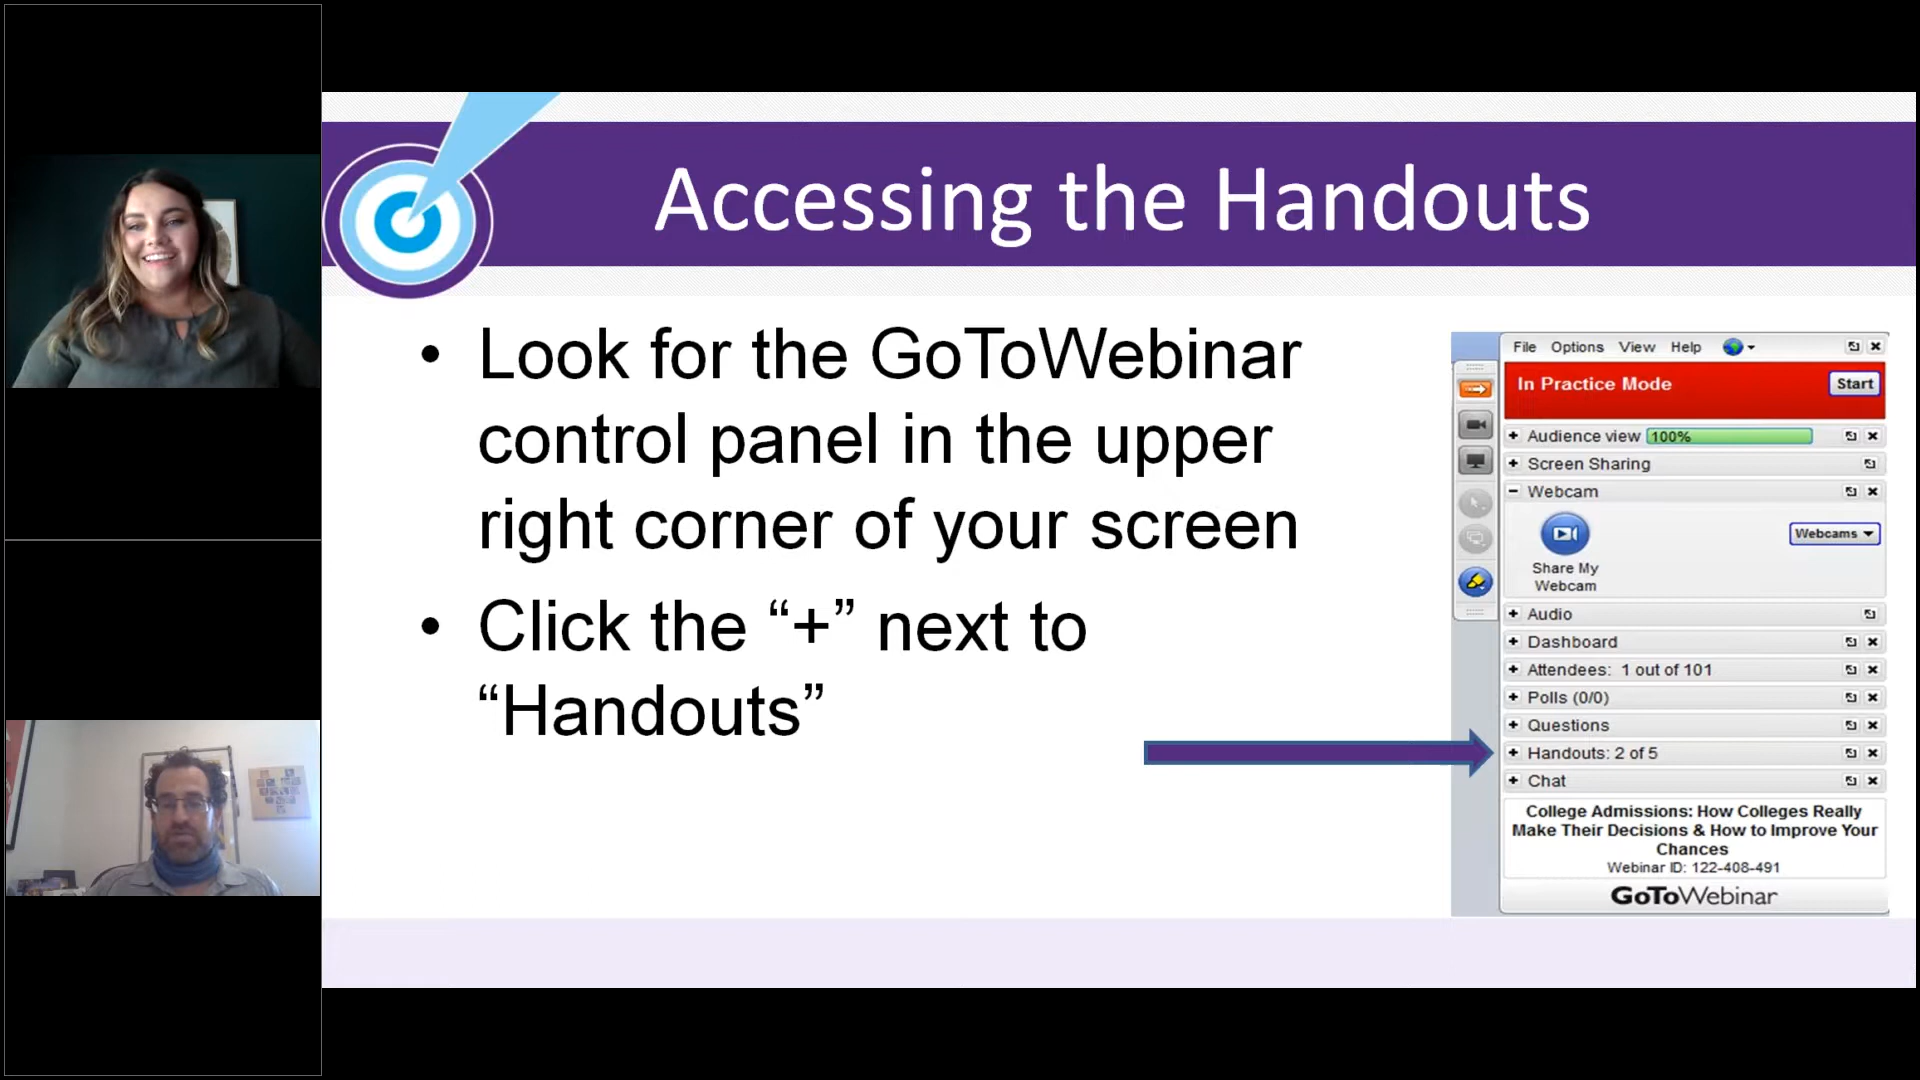 Accessing the Handouts
• Look for the GoToWebinar
control panel in the upper
right corner of your screen
• Click the “+” next to
“Handouts”
File Options View Help
In Practice Mode Start
Audience view 100%
Screen Sharing
Webcam
Webcams
Share My
Webcam
Audio
Dashboard
Attendees: 1 out of 101
Polls (0/0)
Questions
Handouts: 2 of 5
Chat
College Admissions: How Colleges Really
Make Their Decisions & How to Improve Your
Chances
Webinar ID: 122-408-491
GoToWebinar